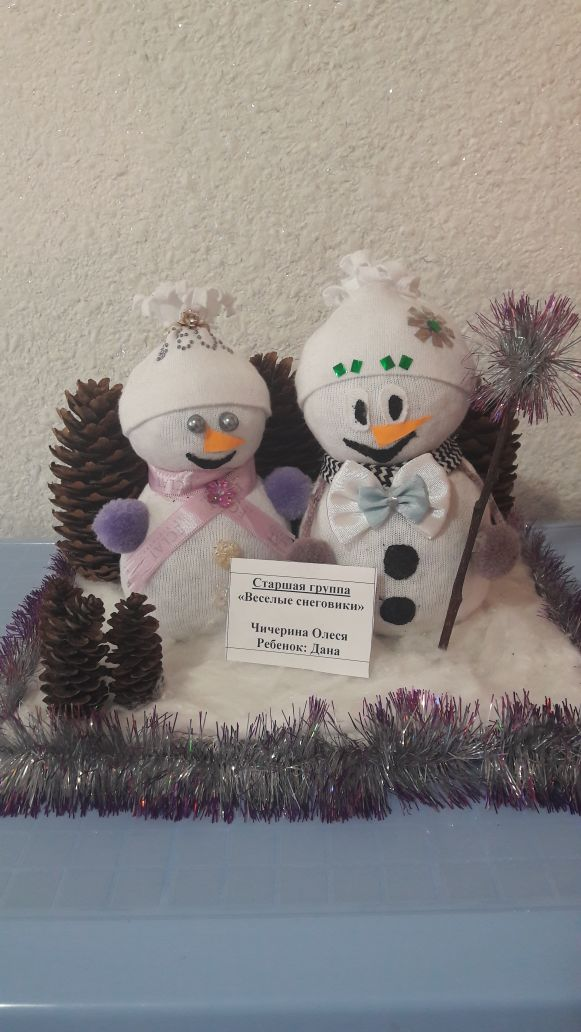 Старшая группа
«Веселые снеговики»
Чичерина Олеся
Ребенок: Дана